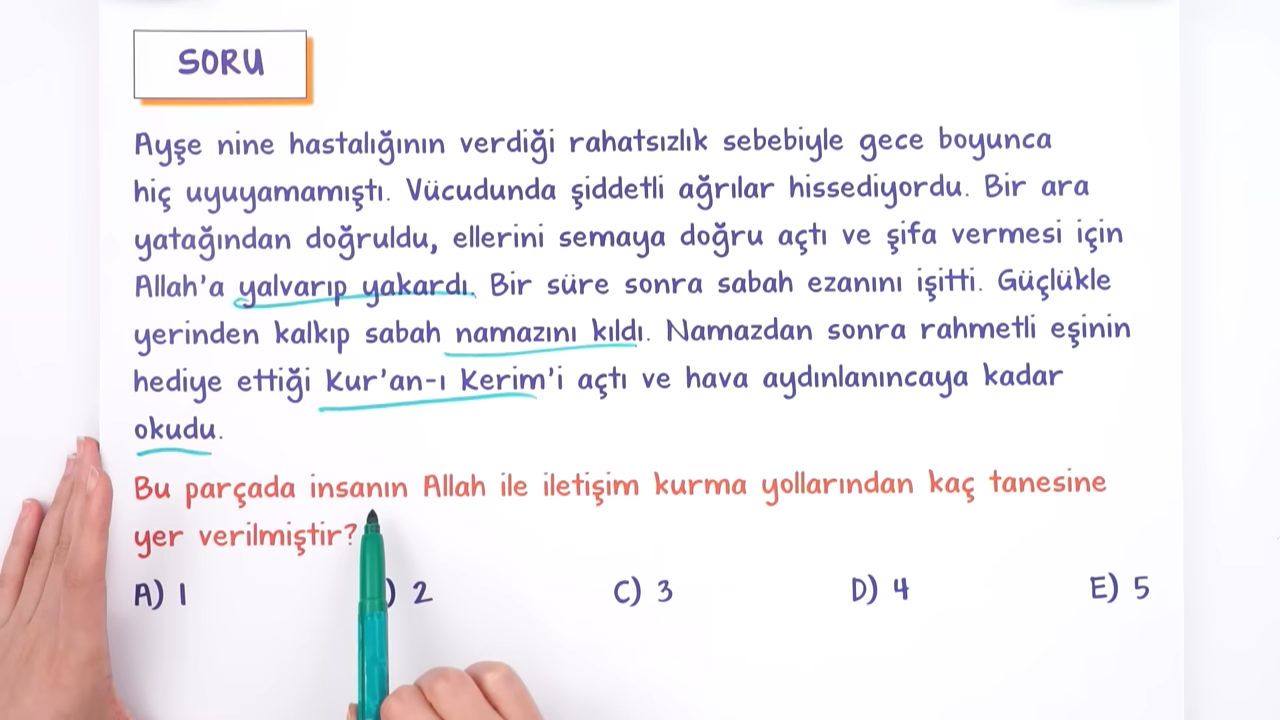 SORU
Ayşe nine hastalığının verdiği rahatsızlık sebebiyle gece boyunca
hiç uyuyamamıştı. Vücudunda şiddetli ağrılar hissediyordu. Bir ara
yatağından doğruldu, ellerini semaya doğru açtı ve şifa vermesi için
Allah'a yalvarıp yakardı. Bir süre sonra sabah ezanını işitti. Güçlükle
yerinden kalkıp sabah namazını kıldı. Namazdan sonra rahmetli eşinin
hediye ettiği Kur'an-ı Kerim'i açtı ve hava aydınlanıncaya kadar
okudu.
Bu parçada insanın Allah ile iletişim kurma yollarından kaç tanesine
yer verilmiştir?
A) 1 ) 2 C) 3 D) 4 E) 5